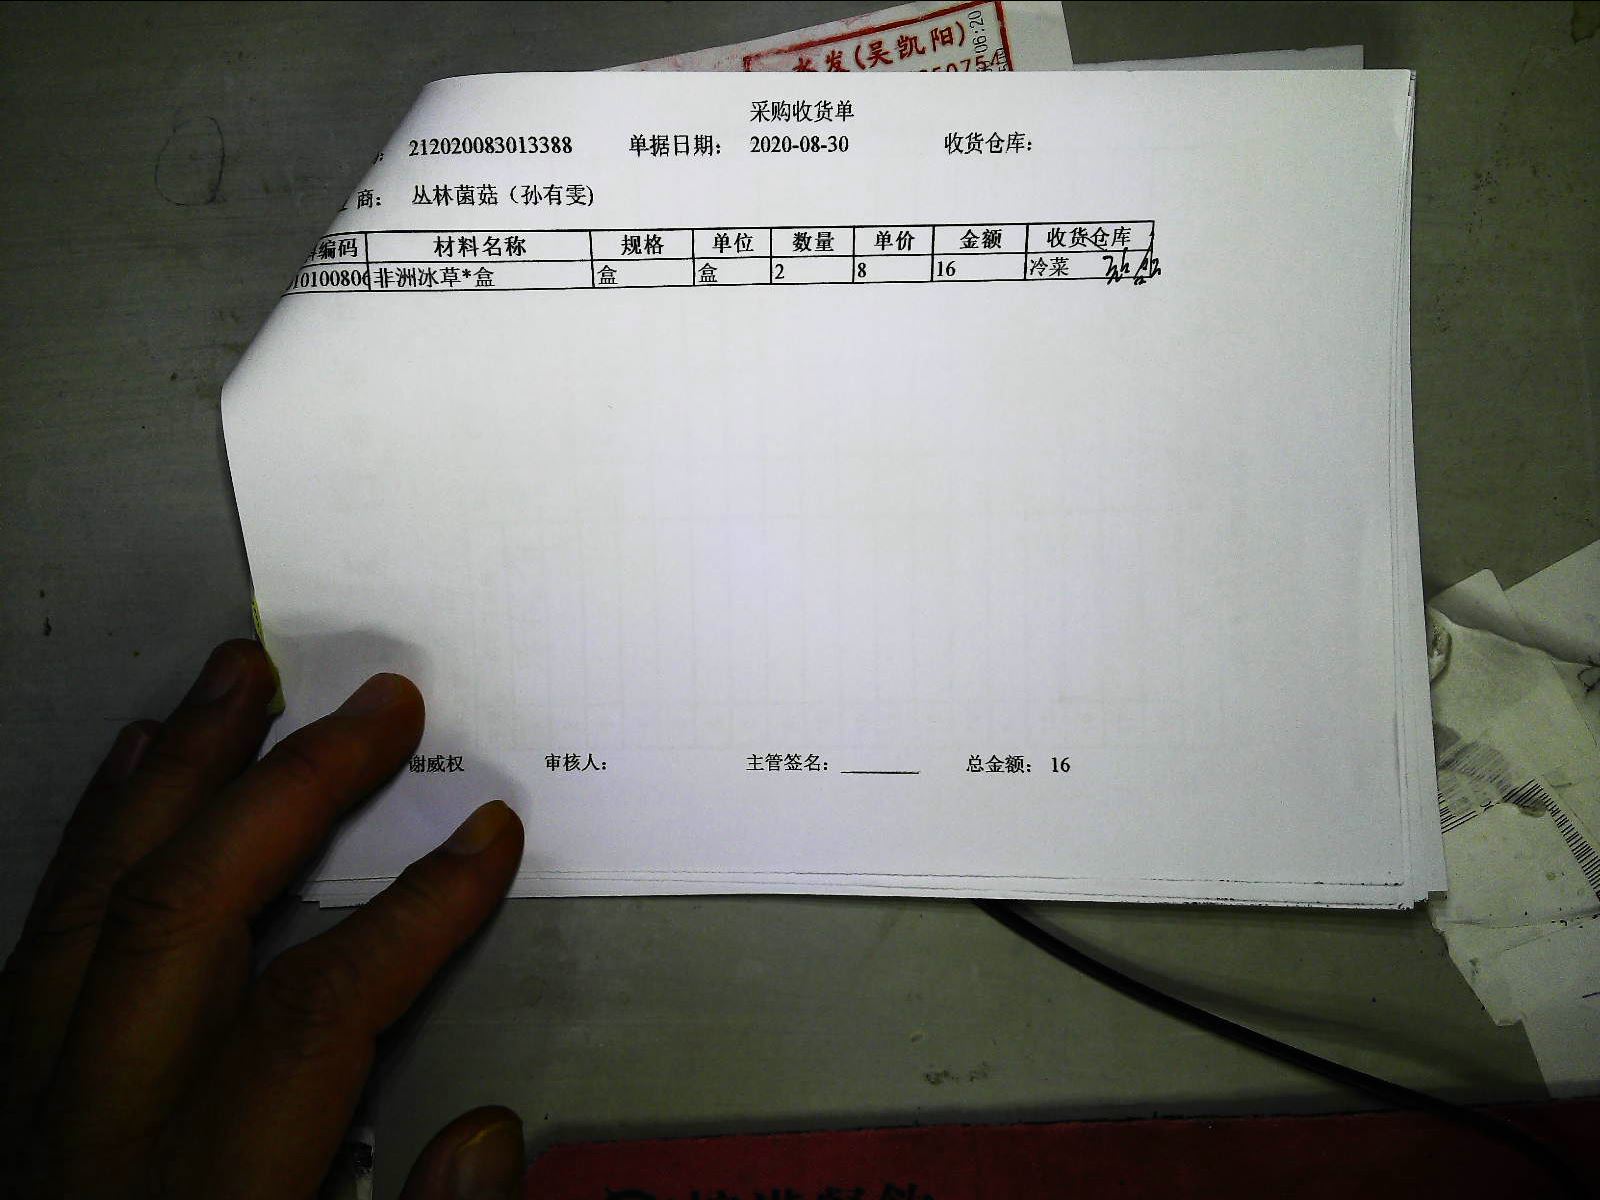 水发(吴凯阳)
06:20
采购收货单
212020083013388 单据日期: 2020-08-30 收货仓库:
商: 丛林菌菇（孙有雯)
编码 材料名称 规格 单位 数量 单价 金额 收货仓库
10100806 非洲冰草*盒 盒 盒 2 8 16 冷菜
谢威权 审核人: 主管签名: ________ 总金额: 16